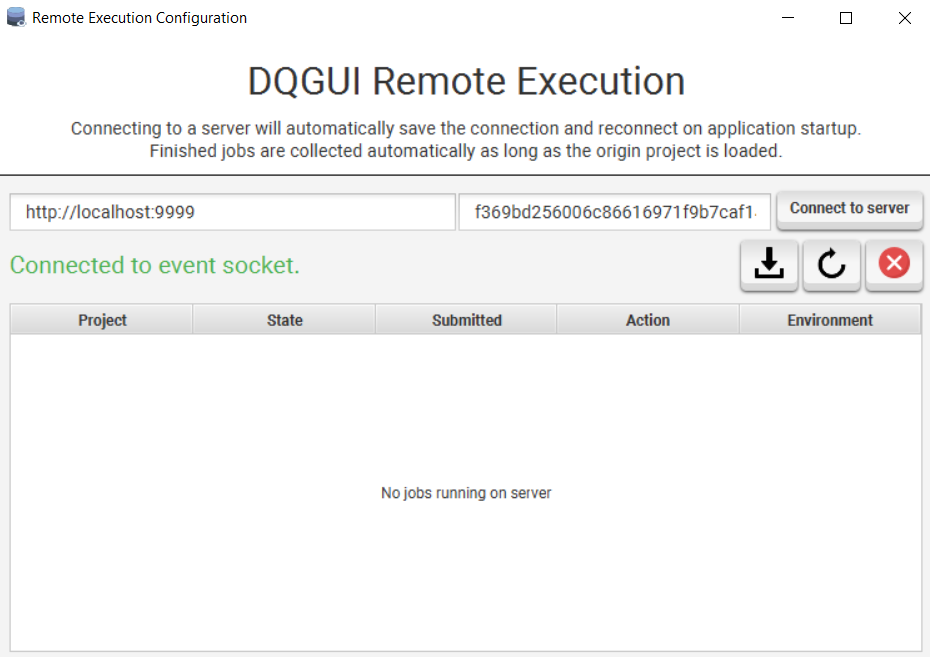 Remote Execution Configuration
DQGUI Remote Execution
Connecting to a server will automatically save the connection and reconnect on application startup.
Finished jobs are collected automatically as long as the origin project is loaded.
http://localhost:9999 f369bd256006c86616971f9b7caf1 Connect to server
Connected to event socket.
Project State Submitted Action Environment
No jobs running on server